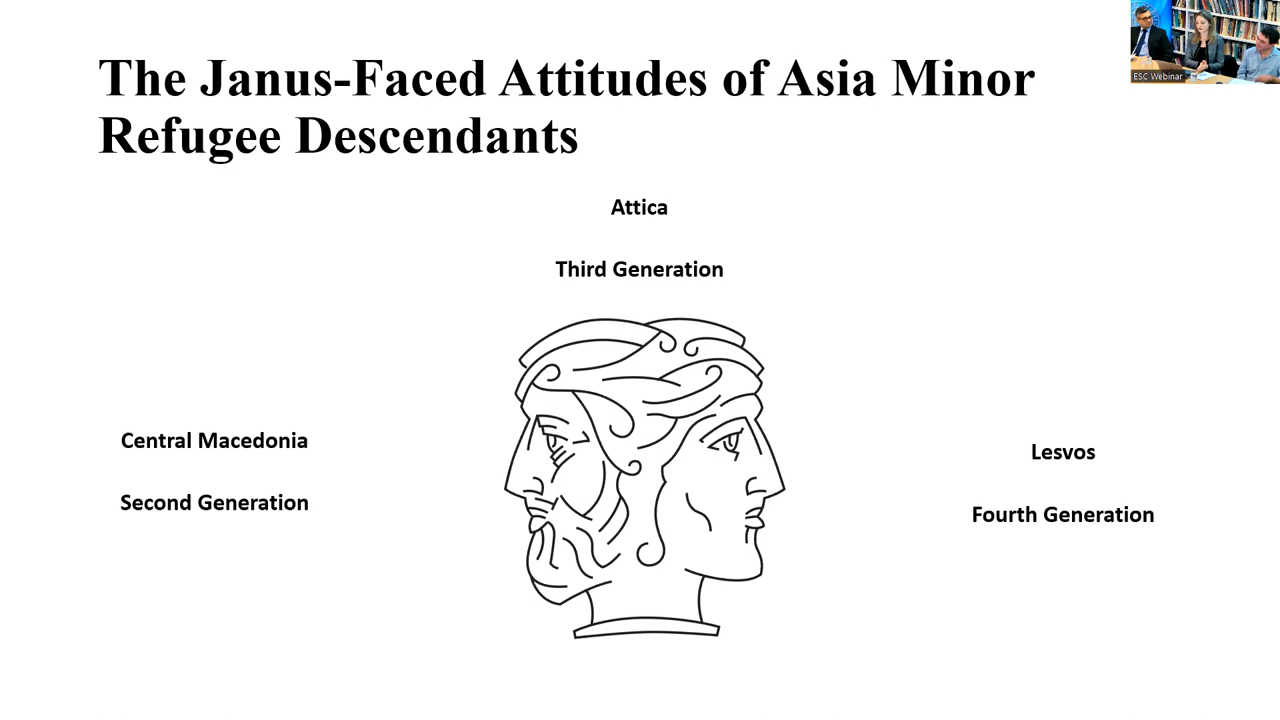 The Janus-Faced Attitudes of Asia Minor
Refugee Descendants
ESC Webinar
Attica
Third Generation
Central Macedonia
Second Generation
Lesvos
Fourth Generation